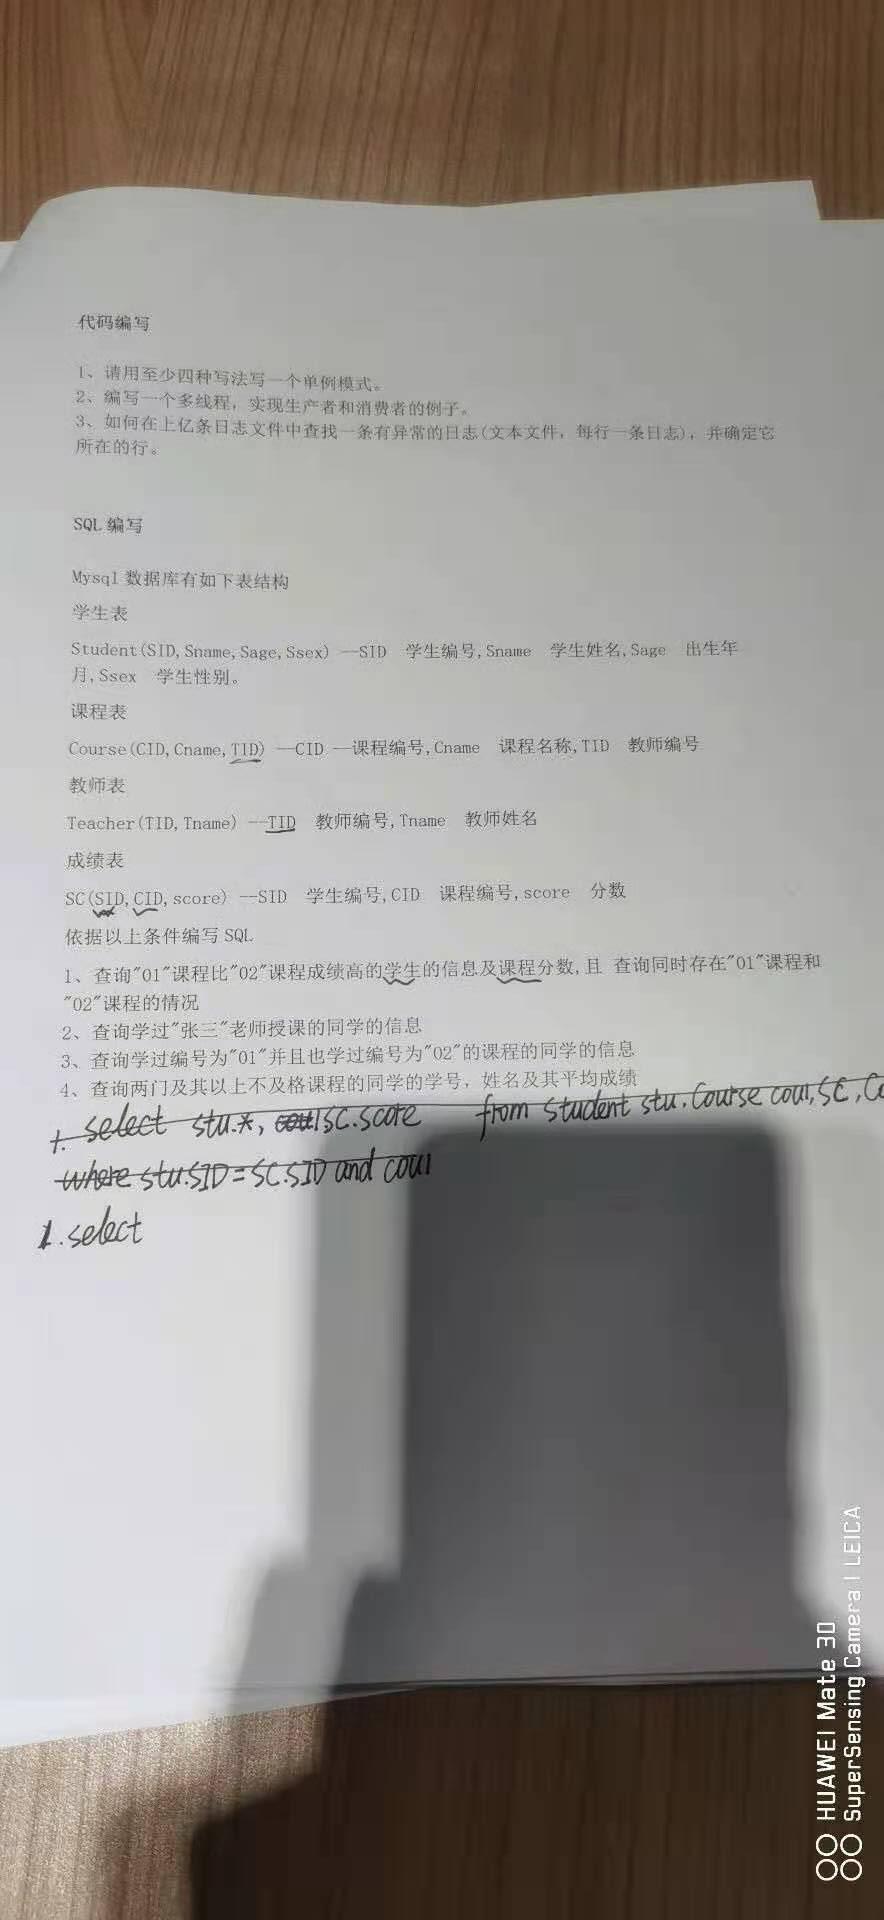 代码编写
1、请用至少四种写法写一个单例模式。
2、编写一个多线程，实现生产者和消费者的例子。
3、如何在上亿条日志文件中查找一条有异常的日志(文本文件，每行一条日志)，并确定它
所在的行。
SQL 编写
Mysql 数据库有如下表结构
学生表
Student(SID,Sname,Sage,Ssex) —SID 学生编号,Sname 学生姓名,Sage 出生年
月,Ssex 学生性别。
课程表
Course(CID,Cname,TID) —CID —课程编号,Cname 课程名称,TID 教师编号
教师表
Teacher(TID,Tname) —TID 教师编号,Tname 教师姓名
成绩表
SC(SID,CID,score) —SID 学生编号,CID 课程编号,score 分数
依据以上条件编写 SQL
1、查询"01"课程比"02"课程成绩高的学生的信息及课程分数,且 查询同时存在"01"课程和
"02"课程的情况
2、查询学过"张三"老师授课的同学的信息
3、查询学过编号为"01"并且也学过编号为"02"的课程的同学的信息
4、查询两门及其以上不及格课程的同学的学号，姓名及其平均成绩
1. select stu.*, SC.score from student stu. Course cour, SC,
where stu.SID = SC.SID and cour
1. select
HUAWEI Mate 30
SuperSensing Camera | LEICA